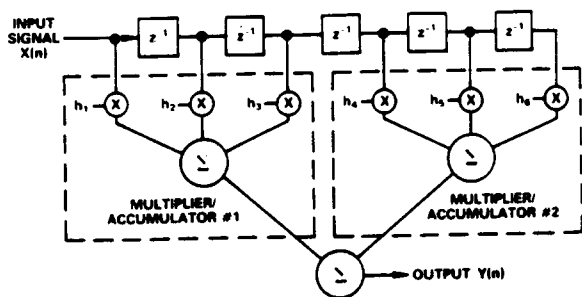 INPUT
SIGNAL
X(n)
z⁻¹ z⁻¹ z⁻¹ z⁻¹ z⁻¹
h₁ X h₂ X h₃ X h₄ X h₅ X h₆ X
Σ Σ
MULTIPLIER/
ACCUMULATOR #1
MULTIPLIER/
ACCUMULATOR #2
Σ OUTPUT Y(n)